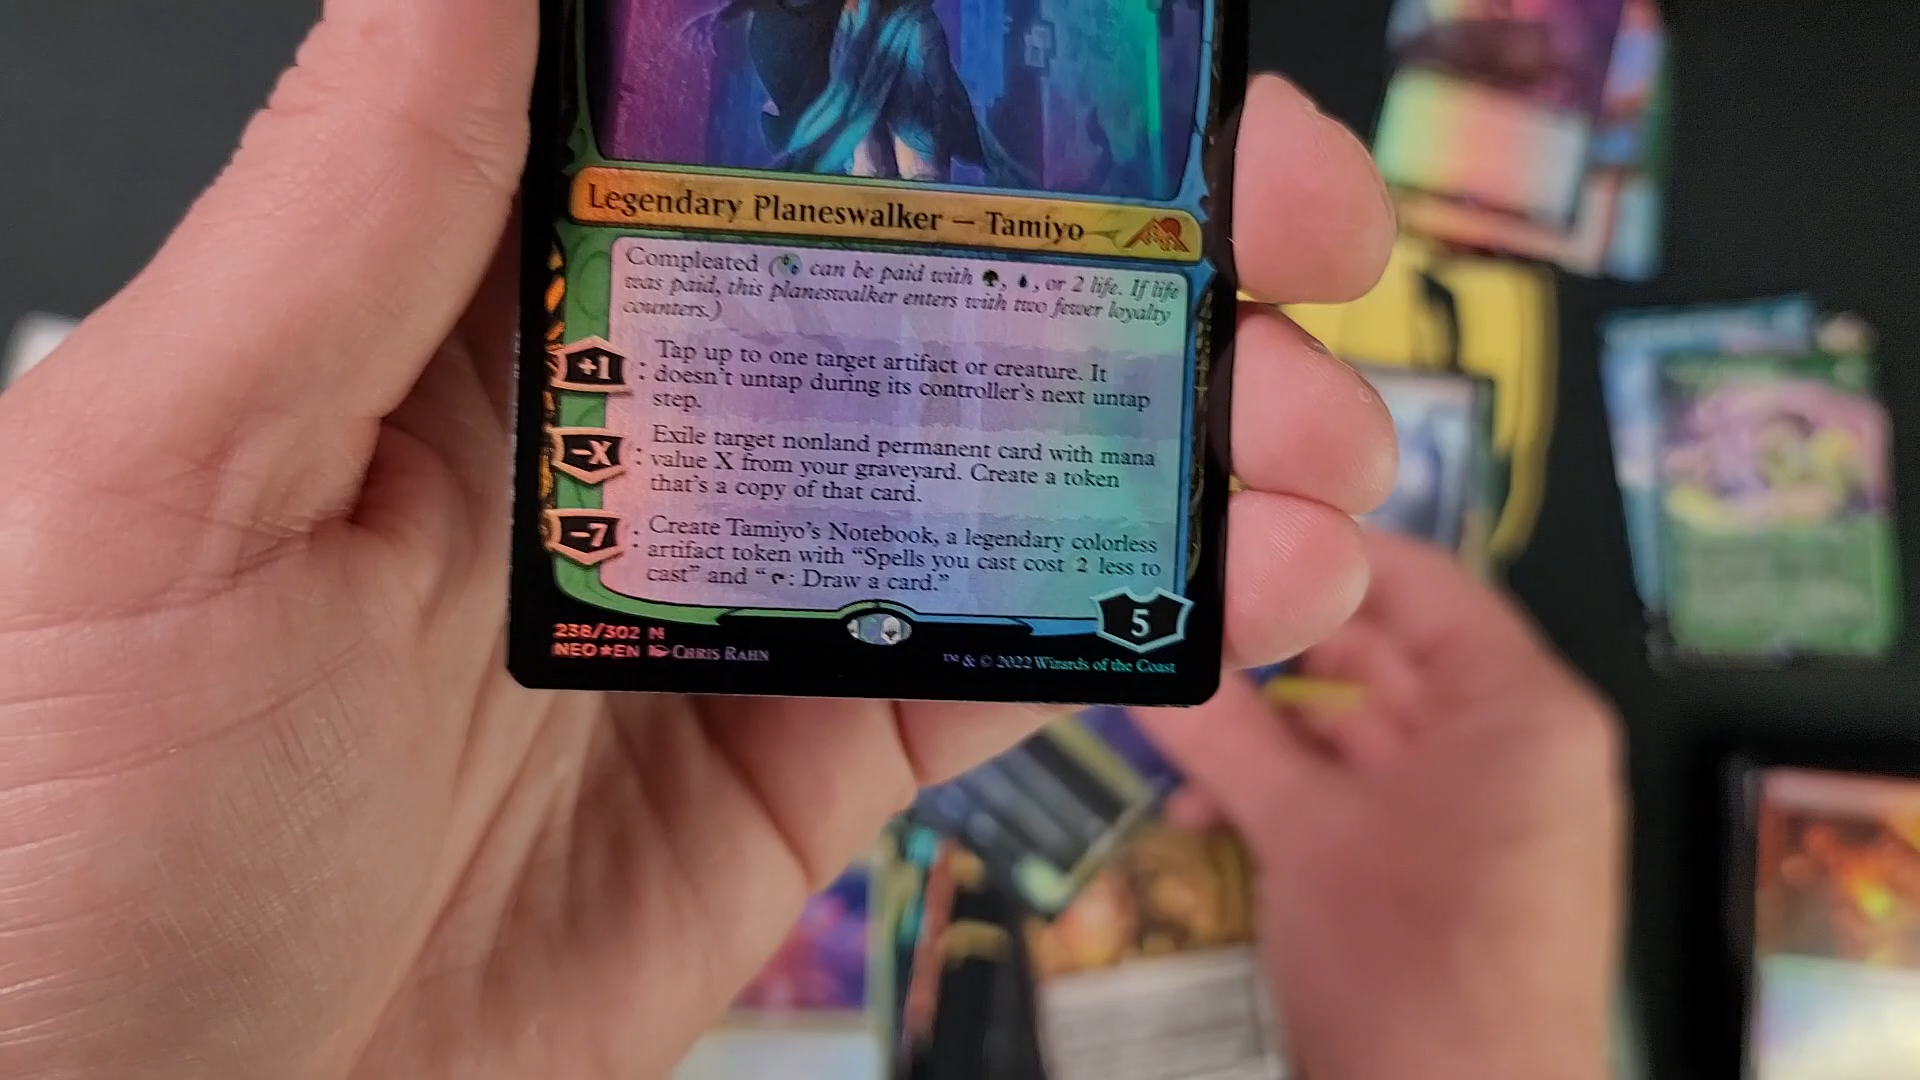 Legendary Planeswalker — Tamiyo
Compleated ( can be paid with , , or 2 life. If life
was paid, this planeswalker enters with two fewer loyalty
counters.)
+1 : Tap up to one target artifact or creature. It
doesn't untap during its controller's next untap
step.
−X : Exile target nonland permanent card with mana
value X from your graveyard. Create a token
that's a copy of that card.
−7 : Create Tamiyo's Notebook, a legendary colorless
artifact token with “Spells you cast cost 2 less to
cast” and “ : Draw a card.”
5
238/302 M
NEO★EN Chris Rahn
™ & © 2022 Wizards of the Coast